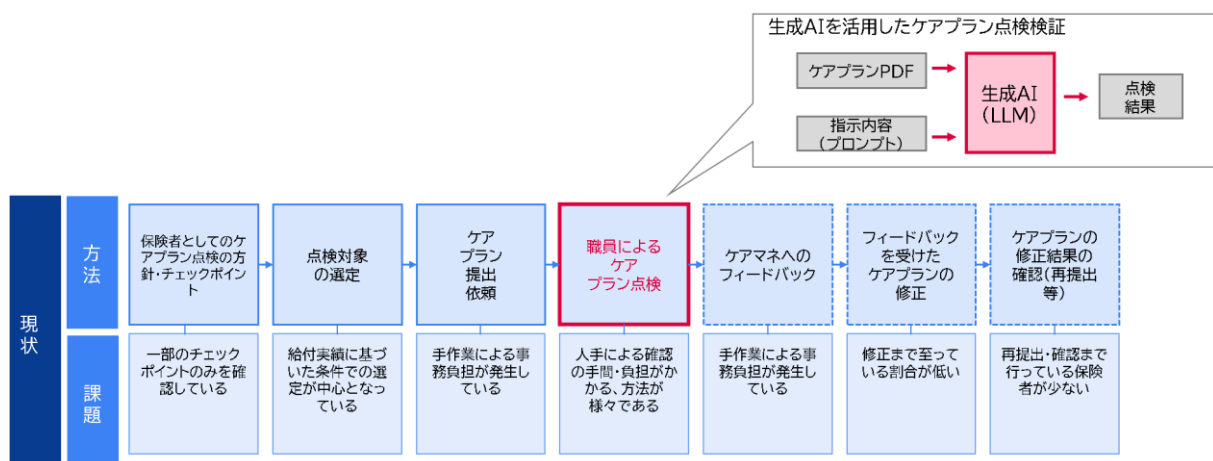 生成AIを活用したケアプラン点検検証
ケアプランPDF
指示内容
(プロンプト)
生成AI
(LLM)
点検
結果
現状
方法
保険者としてのケ
アプラン点検の方
針・チェックポイ
ント
点検対象
の選定
ケア
プラン
提出
依頼
職員による
ケア
プラン点検
ケアマネへの
フィードバック
フィードバック
を受けた
ケアプランの
修正
ケアプランの
修正結果の
確認(再提出
等)
課題
一部のチェック
ポイントのみを確
認している
給付実績に基づ
いた条件での選
定が中心となっ
ている
手作業による事
務負担が発生し
ている
人手による確認
の手間・負担がか
かる、方法が
様々である
手作業による事
務負担が発生し
ている
修正まで至って
いる割合が低い
再提出・確認まで
行っている保険
者が少ない